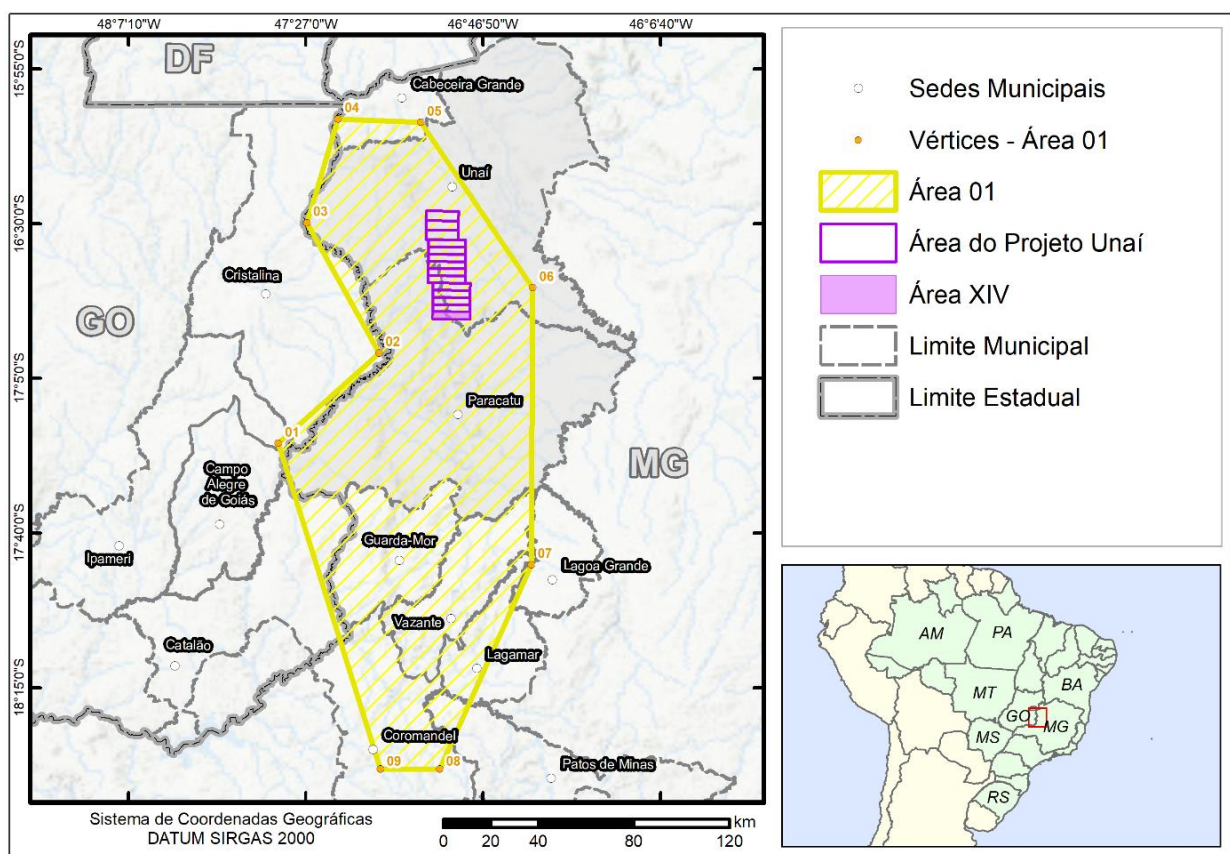 48°7'10"W 47°27'0"W 46°46'50"W 46°6'40"W
15°55'0"S
16°30'0"S
17°5'0"S
17°40'0"S
18°15'0"S
DF
Cabeceira Grande
04
05
Unaí
03
Cristalina
06
GO
02
Paracatu
01
MG
Campo
Alegre
de Goiás
Guarda-Mor
07
Ipameri
Lagoa Grande
Vazante
Catalão
Lagamar
Coromandel
09
08
Patos de Minas
Sistema de Coordenadas Geográficas
DATUM SIRGAS 2000
km
0 20 40 80 120
Sedes Municipais
Vértices - Área 01
Área 01
Área do Projeto Unaí
Área XIV
Limite Municipal
Limite Estadual
AM
PA
MT
BA
GO
MG
MS
RS